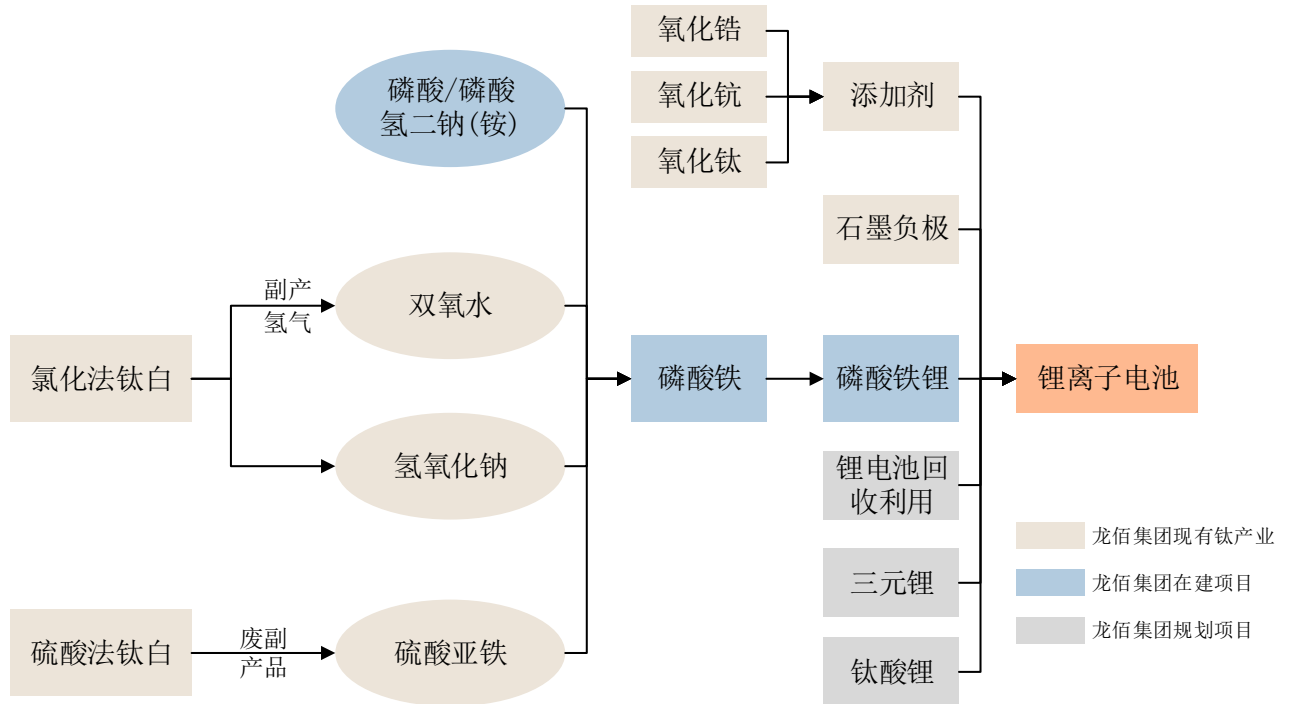 氧化锆
氧化钪
氧化钛
添加剂
磷酸/磷酸
氢二钠(铵)
石墨负极
副产
氢气
双氧水
氯化法钛白
磷酸铁
磷酸铁锂
锂离子电池
氢氧化钠
锂电池回
收利用
三元锂
钛酸锂
硫酸法钛白
废副
产品
硫酸亚铁
龙佰集团现有钛产业
龙佰集团在建项目
龙佰集团规划项目